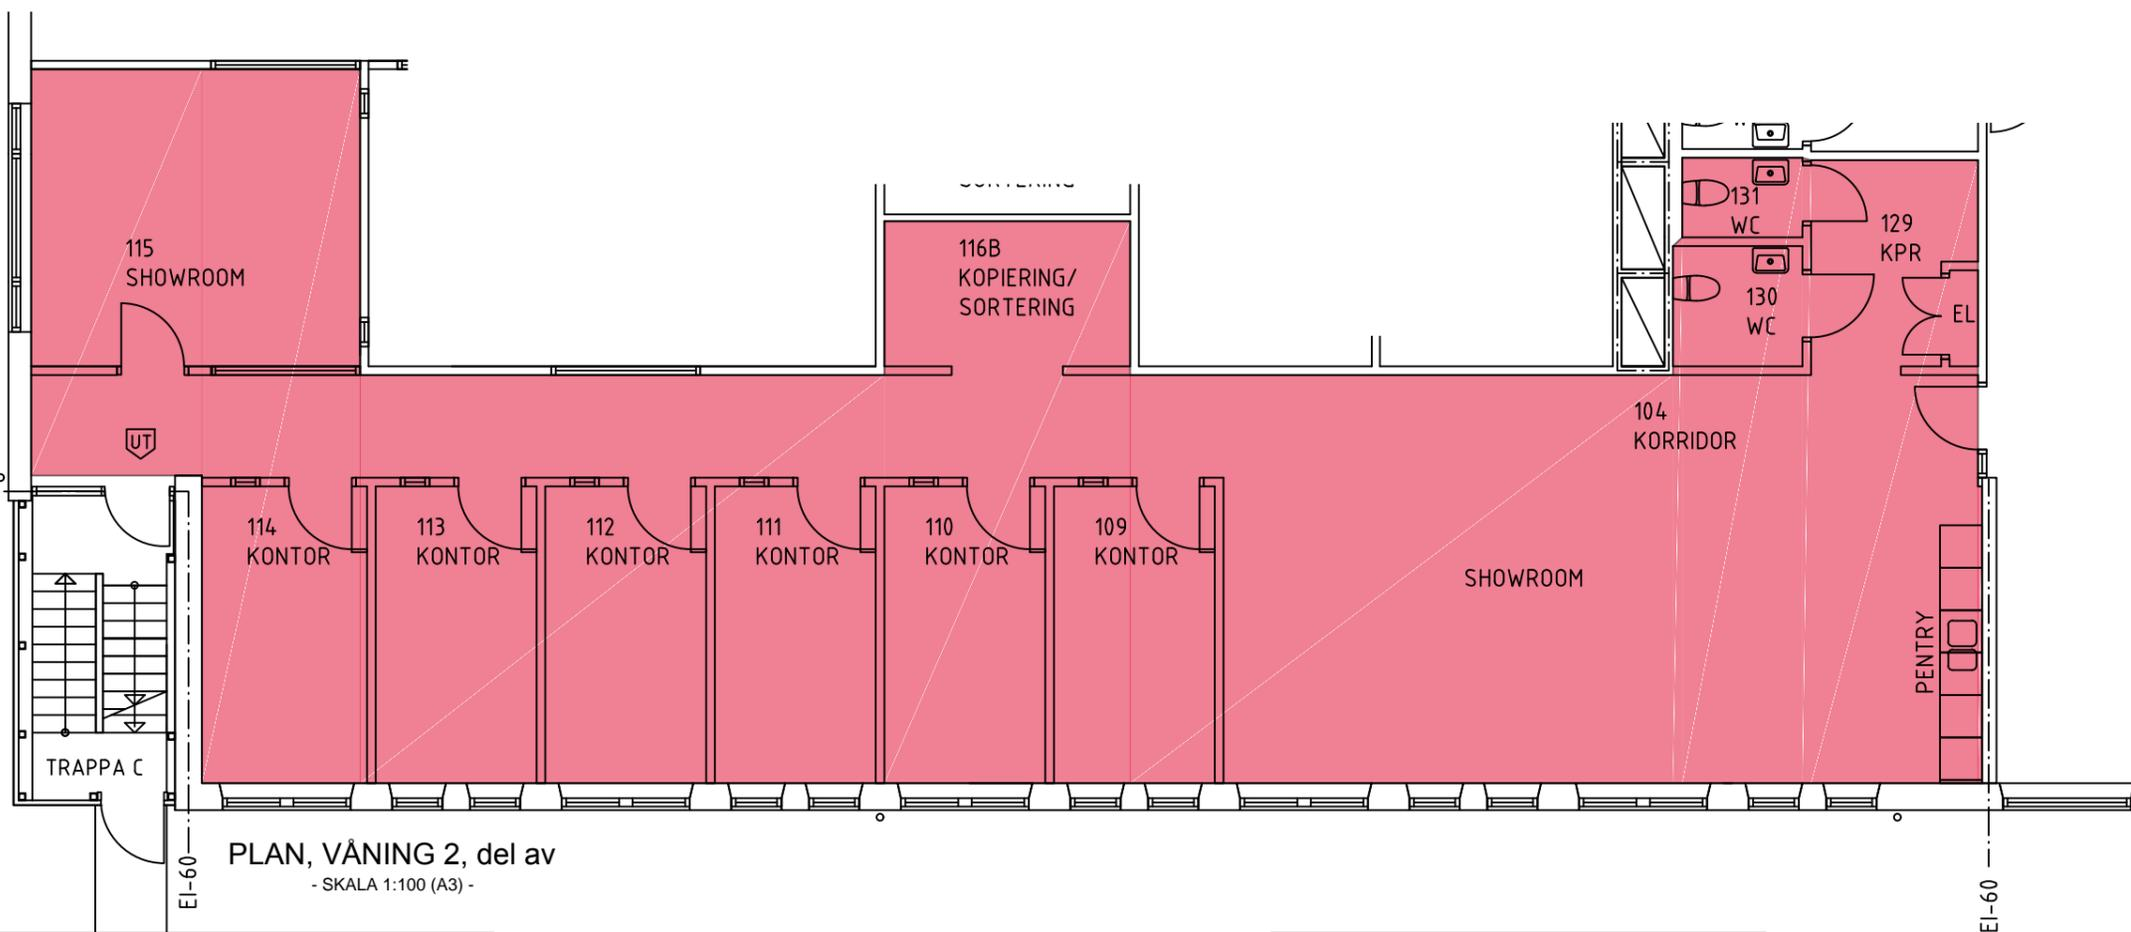 SORTERING
115
SHOWROOM
116B
KOPIERING/
SORTERING
131
WC
129
KPR
130
WC
EL
UT
104
KORRIDOR
114
KONTOR
113
KONTOR
112
KONTOR
111
KONTOR
110
KONTOR
109
KONTOR
SHOWROOM
PENTRY
TRAPPA C
PLAN, VÅNING 2, del av
- SKALA 1:100 (A3) -
EI-60
EI-60